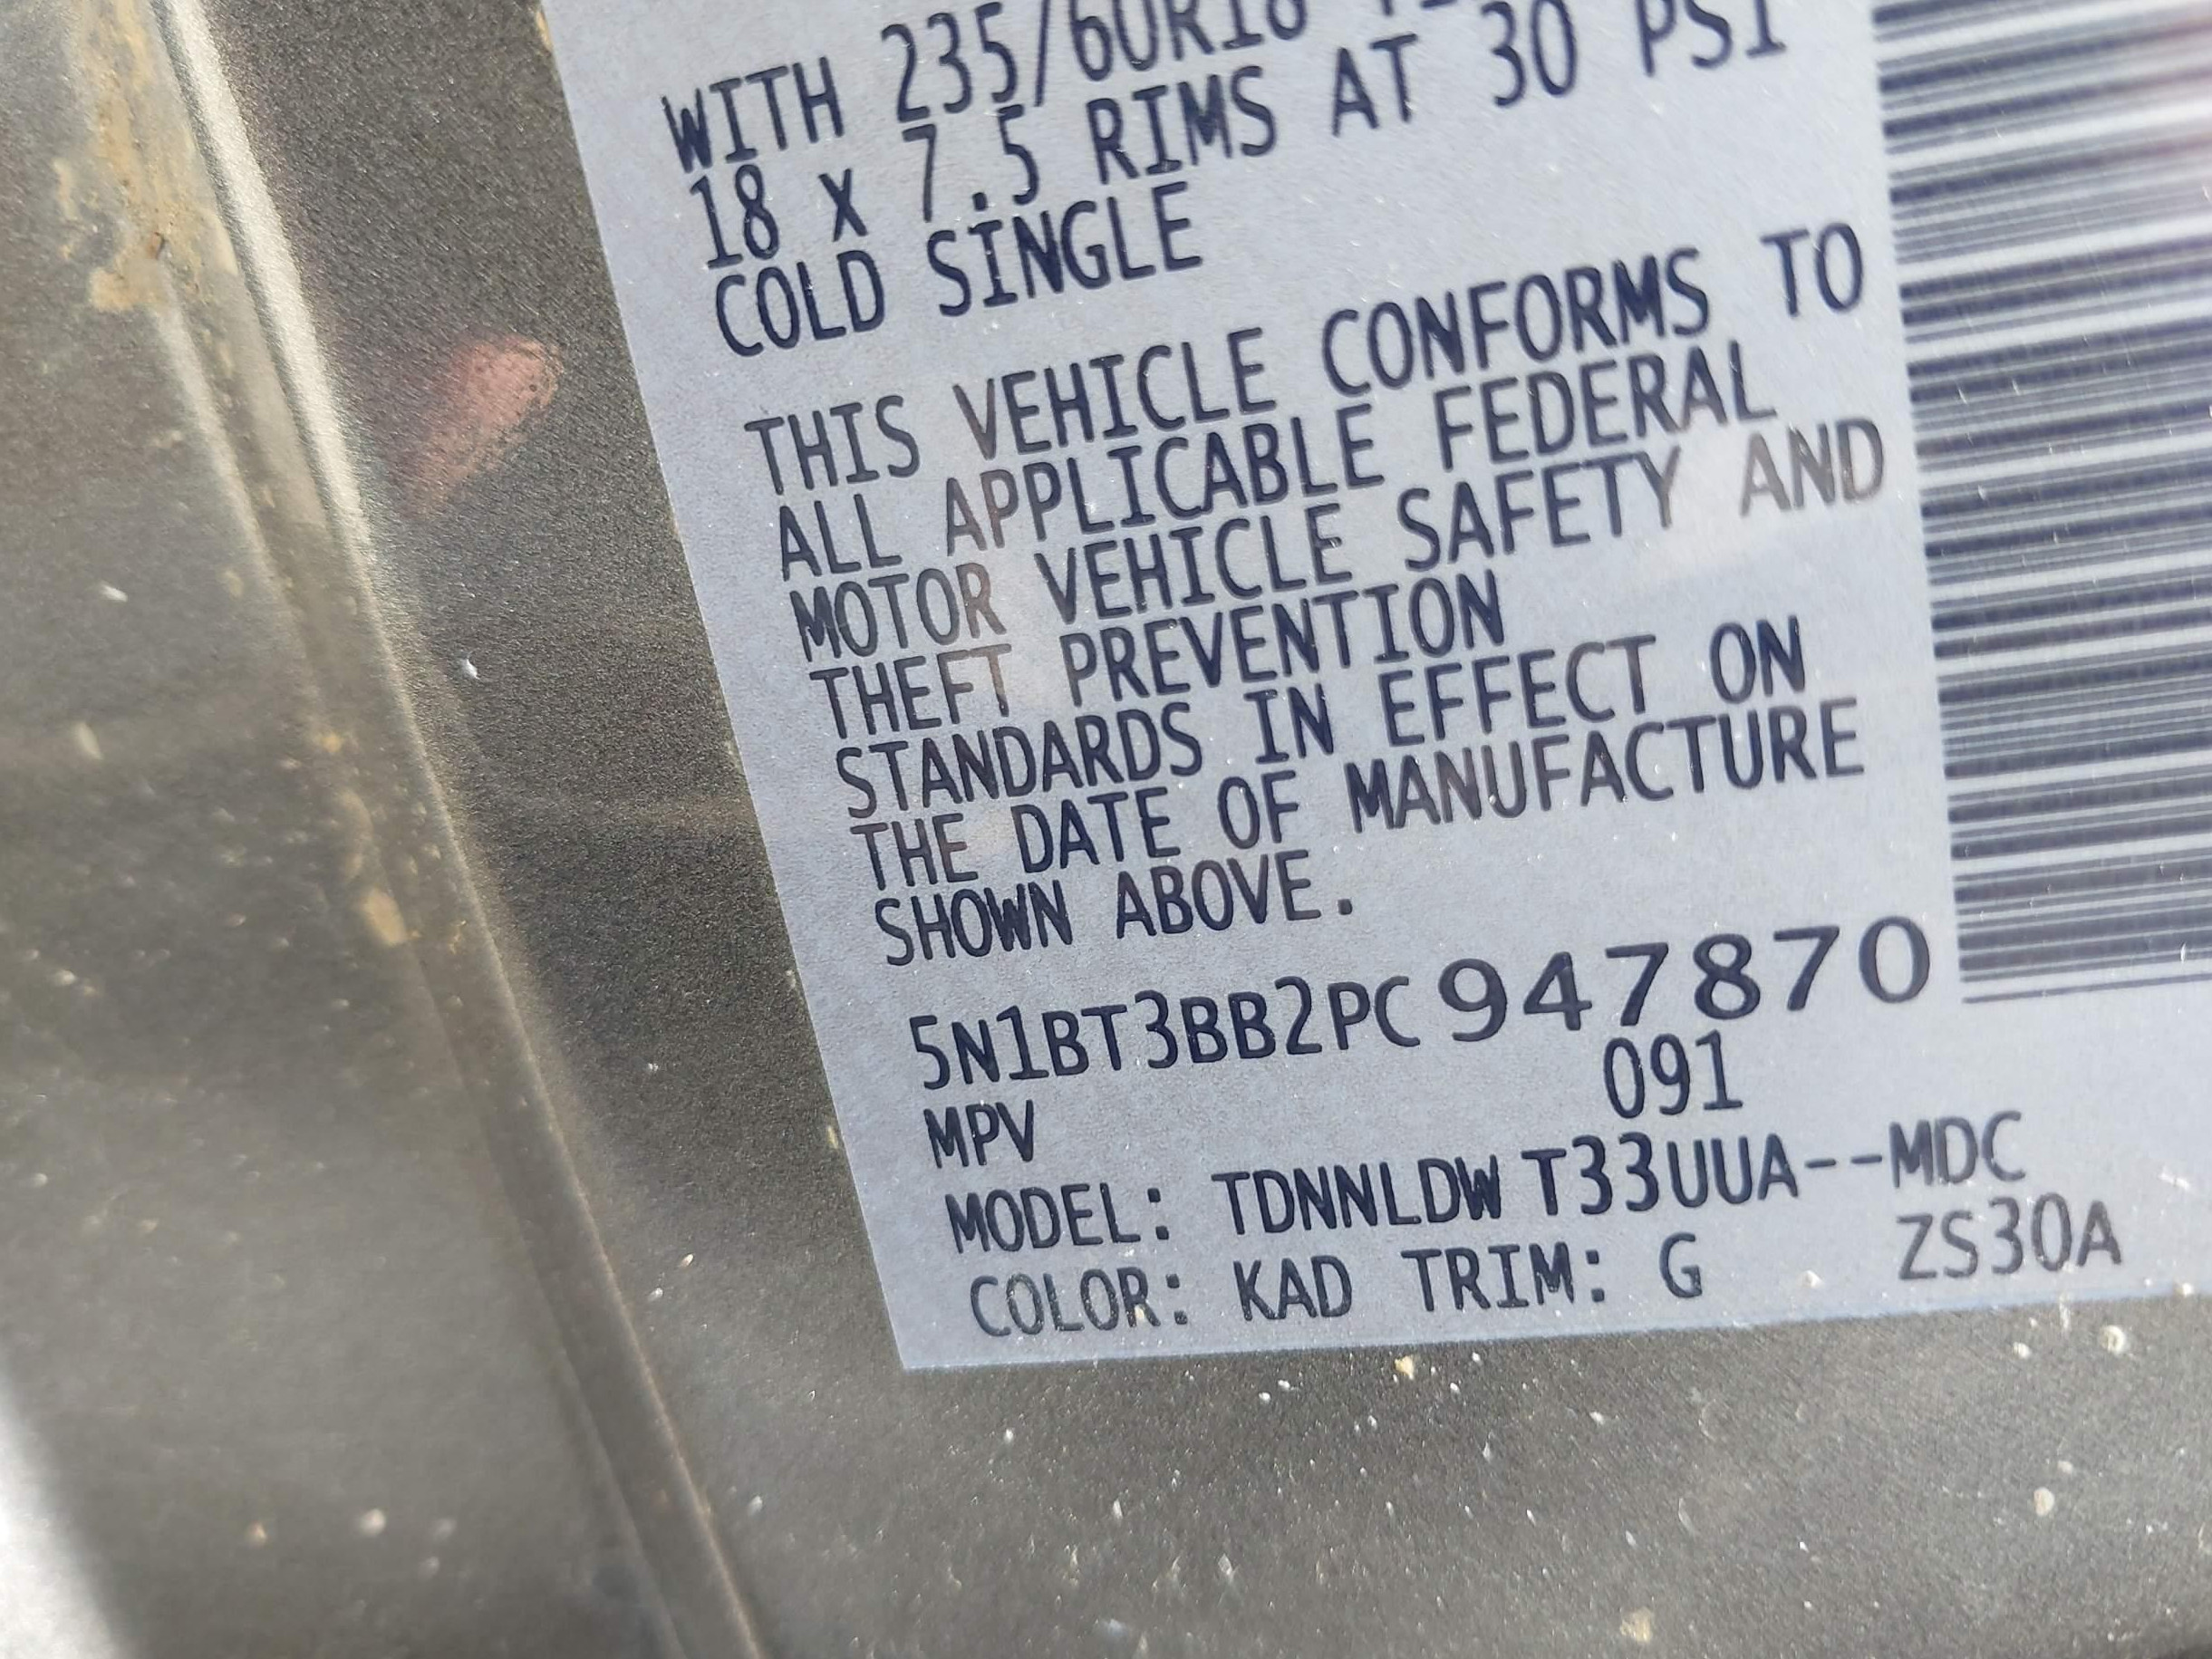 WITH 235/60R18
18 x 7.5 RIMS AT 30 PSI
COLD SINGLE
THIS VEHICLE CONFORMS TO
ALL APPLICABLE FEDERAL
MOTOR VEHICLE SAFETY AND
THEFT PREVENTION
STANDARDS IN EFFECT ON
THE DATE OF MANUFACTURE
SHOWN ABOVE.
5N1BT3BB2PC947870
091
MPV
MODEL: TDNNLDW T33UUA--MDC
COLOR: KAD TRIM: G ZS30A